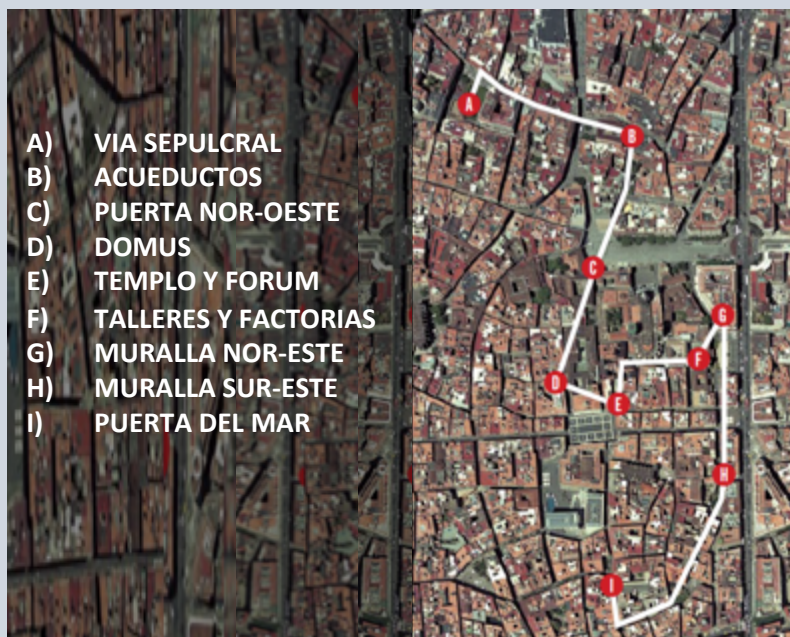 A) VIA SEPULCRAL
B) ACUEDUCTOS
C) PUERTA NOR-OESTE
D) DOMUS
E) TEMPLO Y FORUM
F) TALLERES Y FACTORIAS
G) MURALLA NOR-ESTE
H) MURALLA SUR-ESTE
I) PUERTA DEL MAR
A
B
C
G
F
D
E
H
I